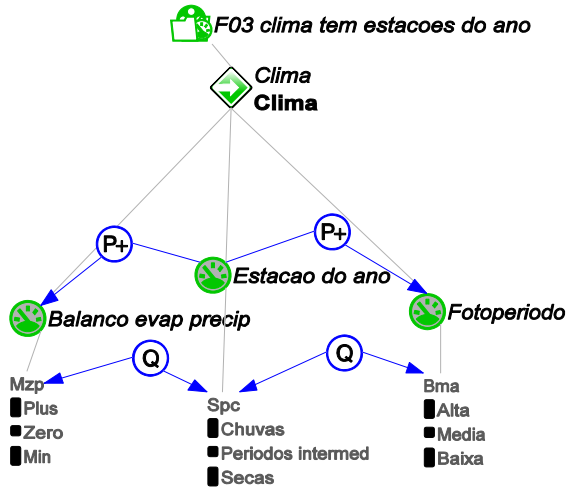 F03 clima tem estacoes do ano
Clima
Clima
P+
P+
Estacao do ano
Balanco evap precip
Fotoperiodo
Q
Q
Mzp
Plus
Zero
Min
Spc
Chuvas
Periodos intermed
Secas
Bma
Alta
Media
Baixa